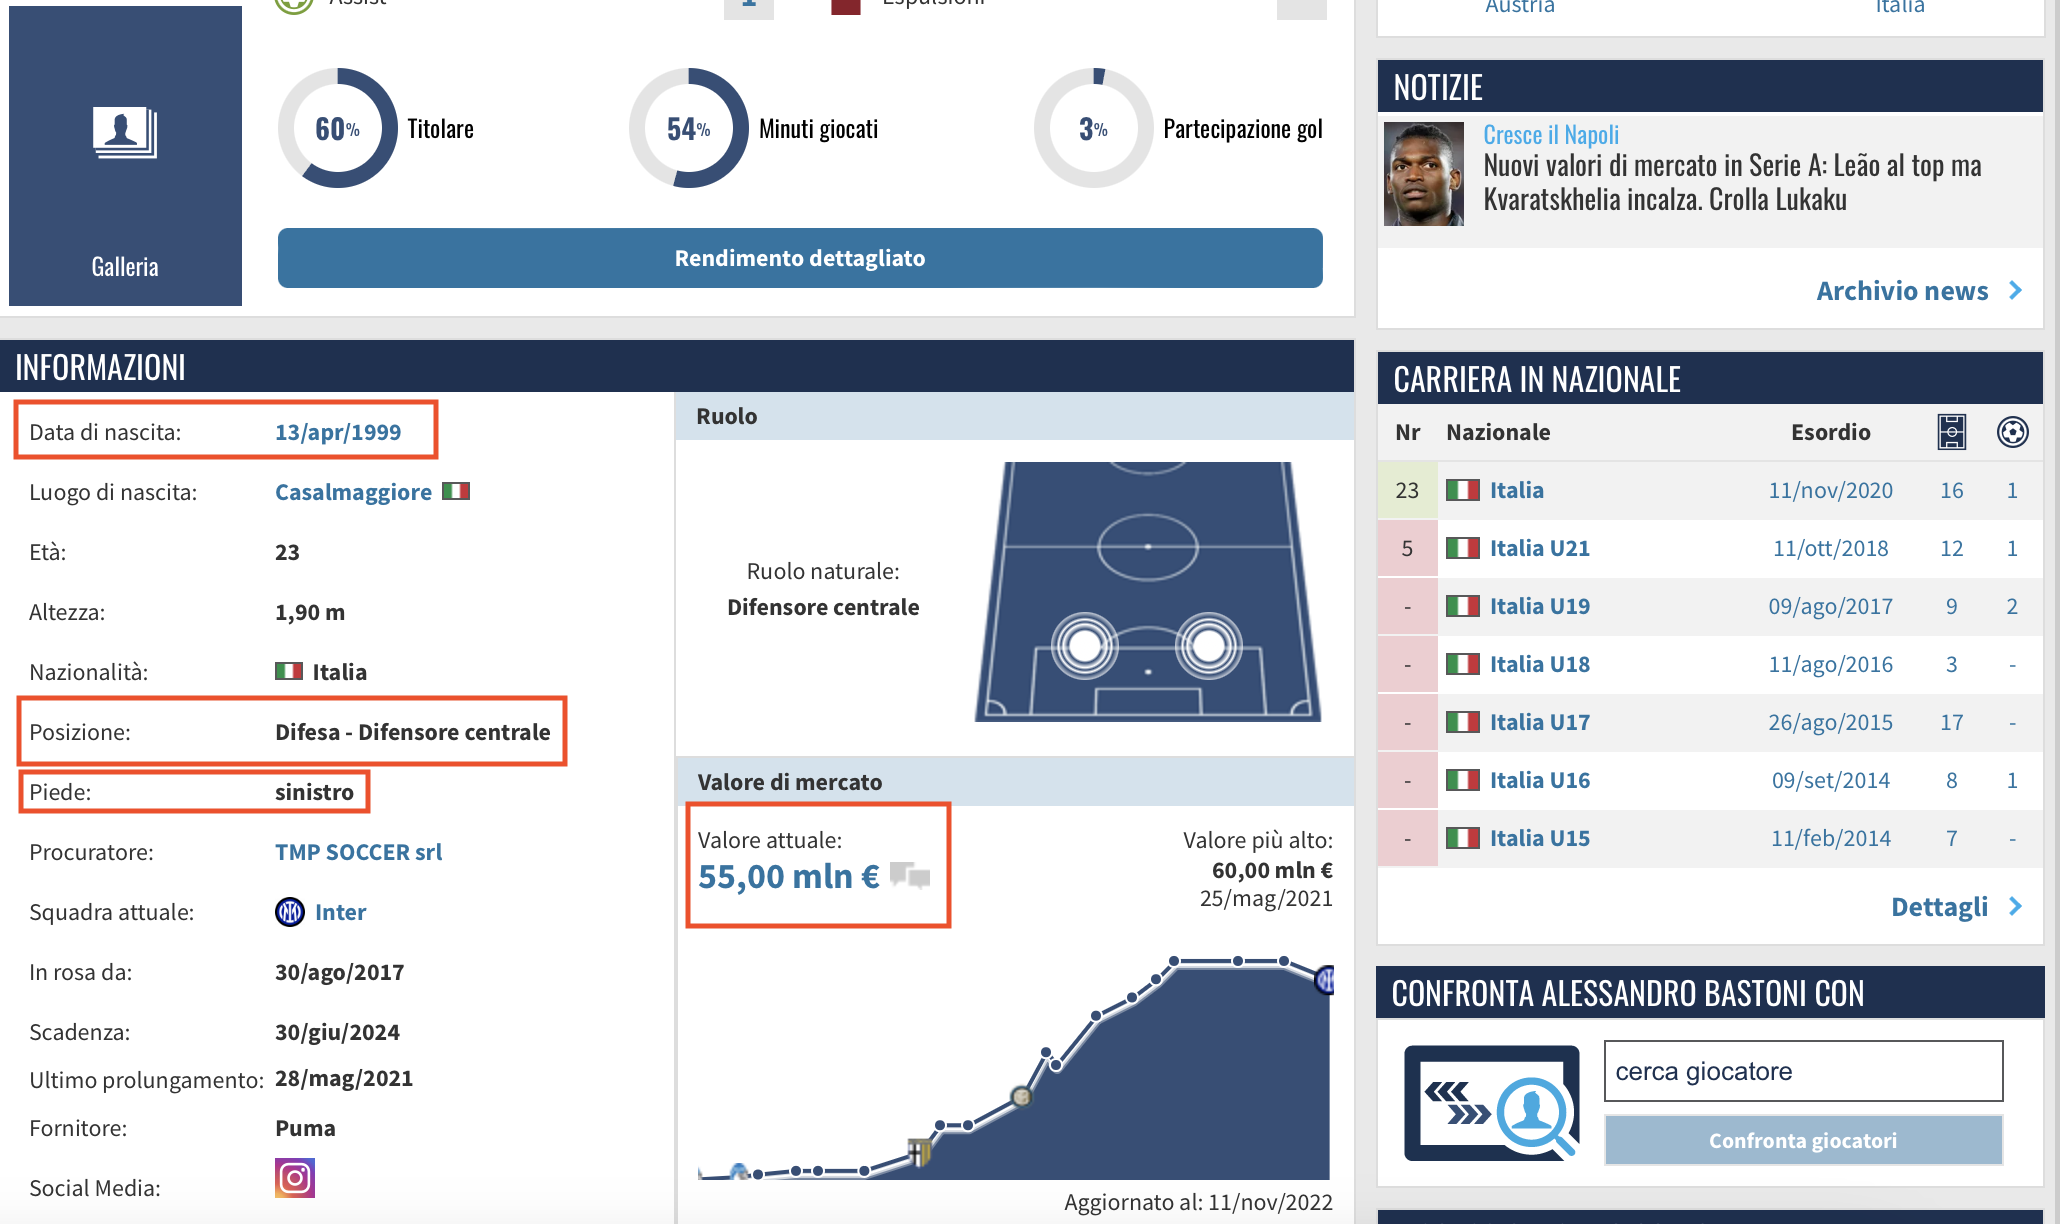 Assist
1
Espulsioni
60%
Titolare
54%
Minuti giocati
3%
Partecipazione gol
Galleria
Rendimento dettagliato
INFORMAZIONI
Data di nascita: 13/apr/1999
Luogo di nascita: Casalmaggiore
Età: 23
Altezza: 1,90 m
Nazionalità: Italia
Posizione: Difesa - Difensore centrale
Piede: sinistro
Procuratore: TMP SOCCER srl
Squadra attuale: Inter
In rosa da: 30/ago/2017
Scadenza: 30/giu/2024
Ultimo prolungamento: 28/mag/2021
Fornitore: Puma
Social Media:
Ruolo
Ruolo naturale:
Difensore centrale
Valore di mercato
Valore attuale:
55,00 mln €
Valore più alto:
60,00 mln €
25/mag/2021
Aggiornato al: 11/nov/2022
Austria
Italia
NOTIZIE
Cresce il Napoli
Nuovi valori di mercato in Serie A: Leão al top ma
Kvaratskhelia incalza. Crolla Lukaku
Archivio news
CARRIERA IN NAZIONALE
Nr Nazionale Esordio
23 Italia 11/nov/2020 16 1
5 Italia U21 11/ott/2018 12 1
- Italia U19 09/ago/2017 9 2
- Italia U18 11/ago/2016 3 -
- Italia U17 26/ago/2015 17 -
- Italia U16 09/set/2014 8 1
- Italia U15 11/feb/2014 7 -
Dettagli
CONFRONTA ALESSANDRO BASTONI CON
cerca giocatore
Confronta giocatori